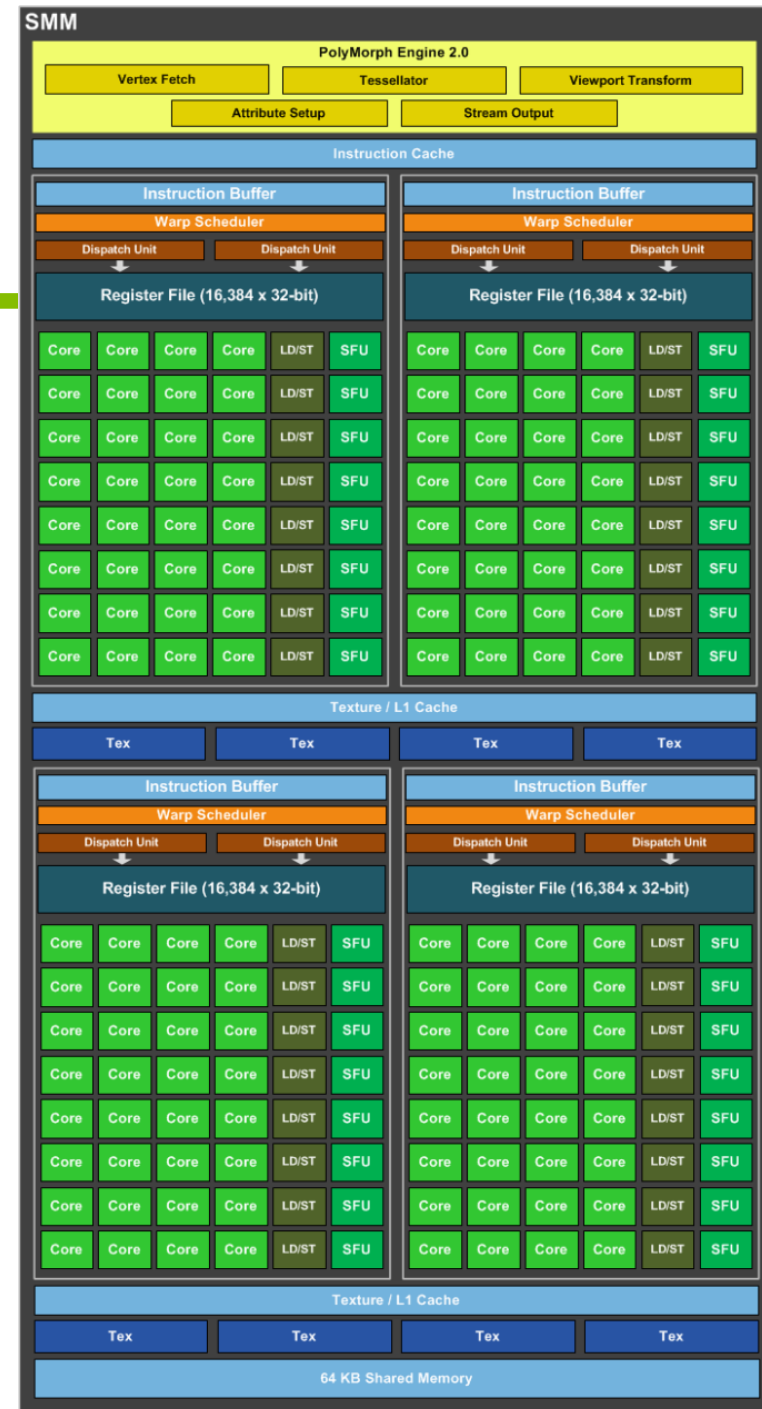 SMM
PolyMorph Engine 2.0
Vertex Fetch Tessellator Viewport Transform
Attribute Setup Stream Output
Instruction Cache
Instruction Buffer Instruction Buffer
Warp Scheduler Warp Scheduler
Dispatch Unit Dispatch Unit Dispatch Unit Dispatch Unit
Register File (16,384 x 32-bit) Register File (16,384 x 32-bit)
Core Core Core Core LD/ST SFU Core Core Core Core LD/ST SFU
Core Core Core Core LD/ST SFU Core Core Core Core LD/ST SFU
Core Core Core Core LD/ST SFU Core Core Core Core LD/ST SFU
Core Core Core Core LD/ST SFU Core Core Core Core LD/ST SFU
Core Core Core Core LD/ST SFU Core Core Core Core LD/ST SFU
Core Core Core Core LD/ST SFU Core Core Core Core LD/ST SFU
Core Core Core Core LD/ST SFU Core Core Core Core LD/ST SFU
Core Core Core Core LD/ST SFU Core Core Core Core LD/ST SFU
Texture / L1 Cache
Tex Tex Tex Tex
Instruction Buffer Instruction Buffer
Warp Scheduler Warp Scheduler
Dispatch Unit Dispatch Unit Dispatch Unit Dispatch Unit
Register File (16,384 x 32-bit) Register File (16,384 x 32-bit)
Core Core Core Core LD/ST SFU Core Core Core Core LD/ST SFU
Core Core Core Core LD/ST SFU Core Core Core Core LD/ST SFU
Core Core Core Core LD/ST SFU Core Core Core Core LD/ST SFU
Core Core Core Core LD/ST SFU Core Core Core Core LD/ST SFU
Core Core Core Core LD/ST SFU Core Core Core Core LD/ST SFU
Core Core Core Core LD/ST SFU Core Core Core Core LD/ST SFU
Core Core Core Core LD/ST SFU Core Core Core Core LD/ST SFU
Core Core Core Core LD/ST SFU Core Core Core Core LD/ST SFU
Texture / L1 Cache
Tex Tex Tex Tex
64 KB Shared Memory